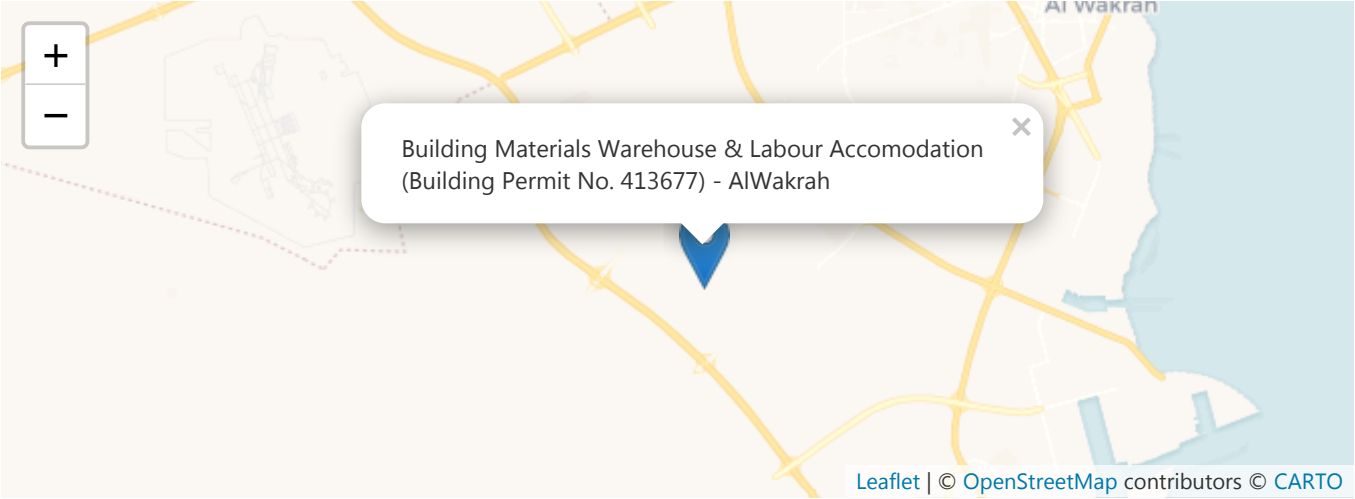 Al Wakrah
+
−
Building Materials Warehouse & Labour Accomodation
(Building Permit No. 413677) - AlWakrah
×
Leaflet | © OpenStreetMap contributors © CARTO